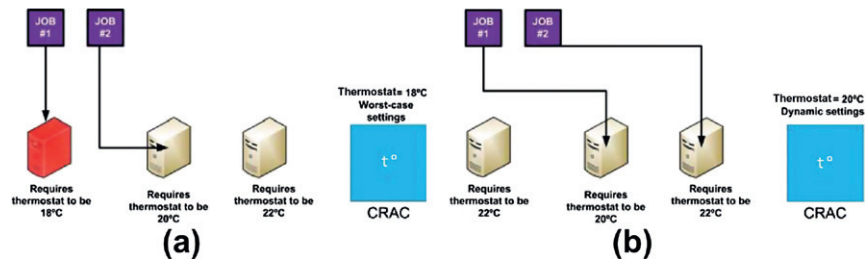 JOB
#1
JOB
#2
Thermostat= 18ºC
Worst-case
settings
tº
CRAC
Requires
thermostat to be
18ºC
Requires
thermostat to be
20ºC
Requires
thermostat to be
22ºC
(a)
JOB
#1
JOB
#2
Thermostat= 20ºC
Dynamic settings
tº
CRAC
Requires
thermostat to be
22ºC
Requires
thermostat to be
20ºC
Requires
thermostat to be
22ºC
(b)